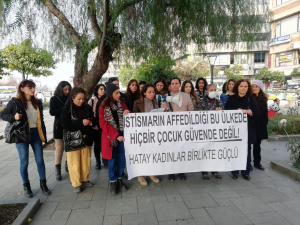 İSTİSMARIN AFFEDİLDİĞİ BU ÜLKEDE
HİÇBİR ÇOCUK GÜVENDE DEĞİL!
HATAY KADINLAR BİRLİKTE GÜÇLÜ